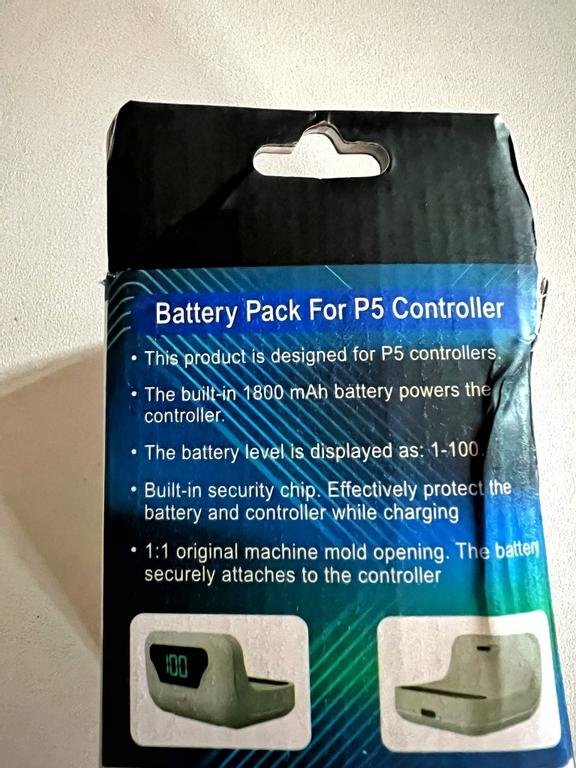 Battery Pack For P5 Controller
• This product is designed for P5 controllers.
• The built-in 1800 mAh battery powers the
controller.
• The battery level is displayed as: 1-100.
• Built-in security chip. Effectively protect the
battery and controller while charging
• 1:1 original machine mold opening. The battery
securely attaches to the controller
100